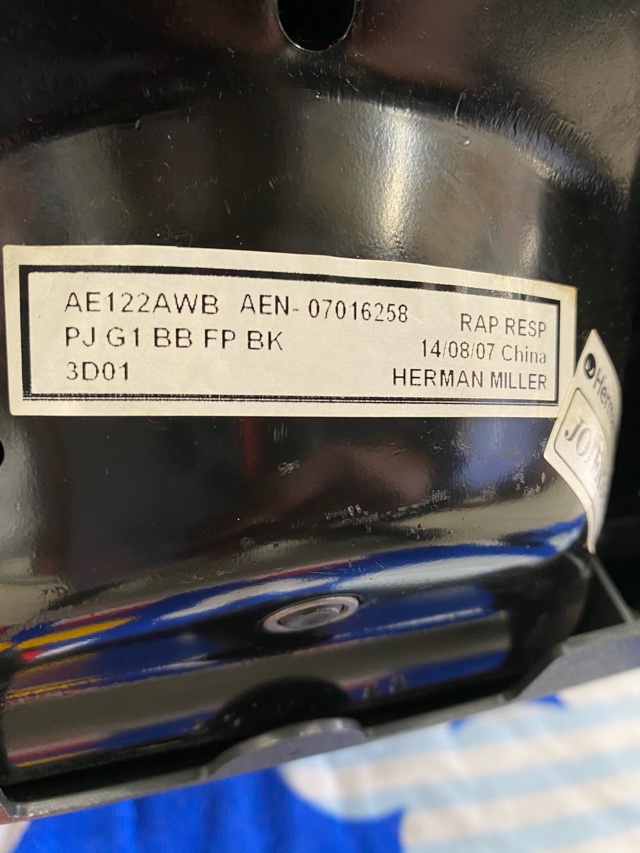 AE122AWB AEN- 07016258
PJ G1 BB FP BK
3D01
RAP RESP
14/08/07 China
HERMAN MILLER